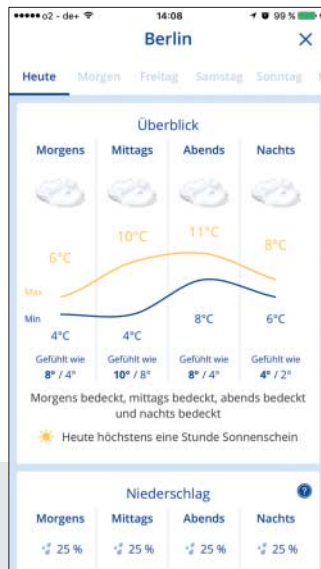 o2 - de+ 14:08 99 %
Berlin
Heute Morgen Freitag Samstag Sonntag
Überblick
Morgens Mittags Abends Nachts
6°C 10°C 11°C 8°C
Max
Min
4°C 4°C 8°C 6°C
Gefühlt wie Gefühlt wie Gefühlt wie Gefühlt wie
8° / 4° 10° / 8° 8° / 4° 4° / 2°
Morgens bedeckt, mittags bedeckt, abends bedeckt
und nachts bedeckt
Heute höchstens eine Stunde Sonnenschein
Niederschlag ?
Morgens Mittags Abends Nachts
25 % 25 % 25 % 25 %